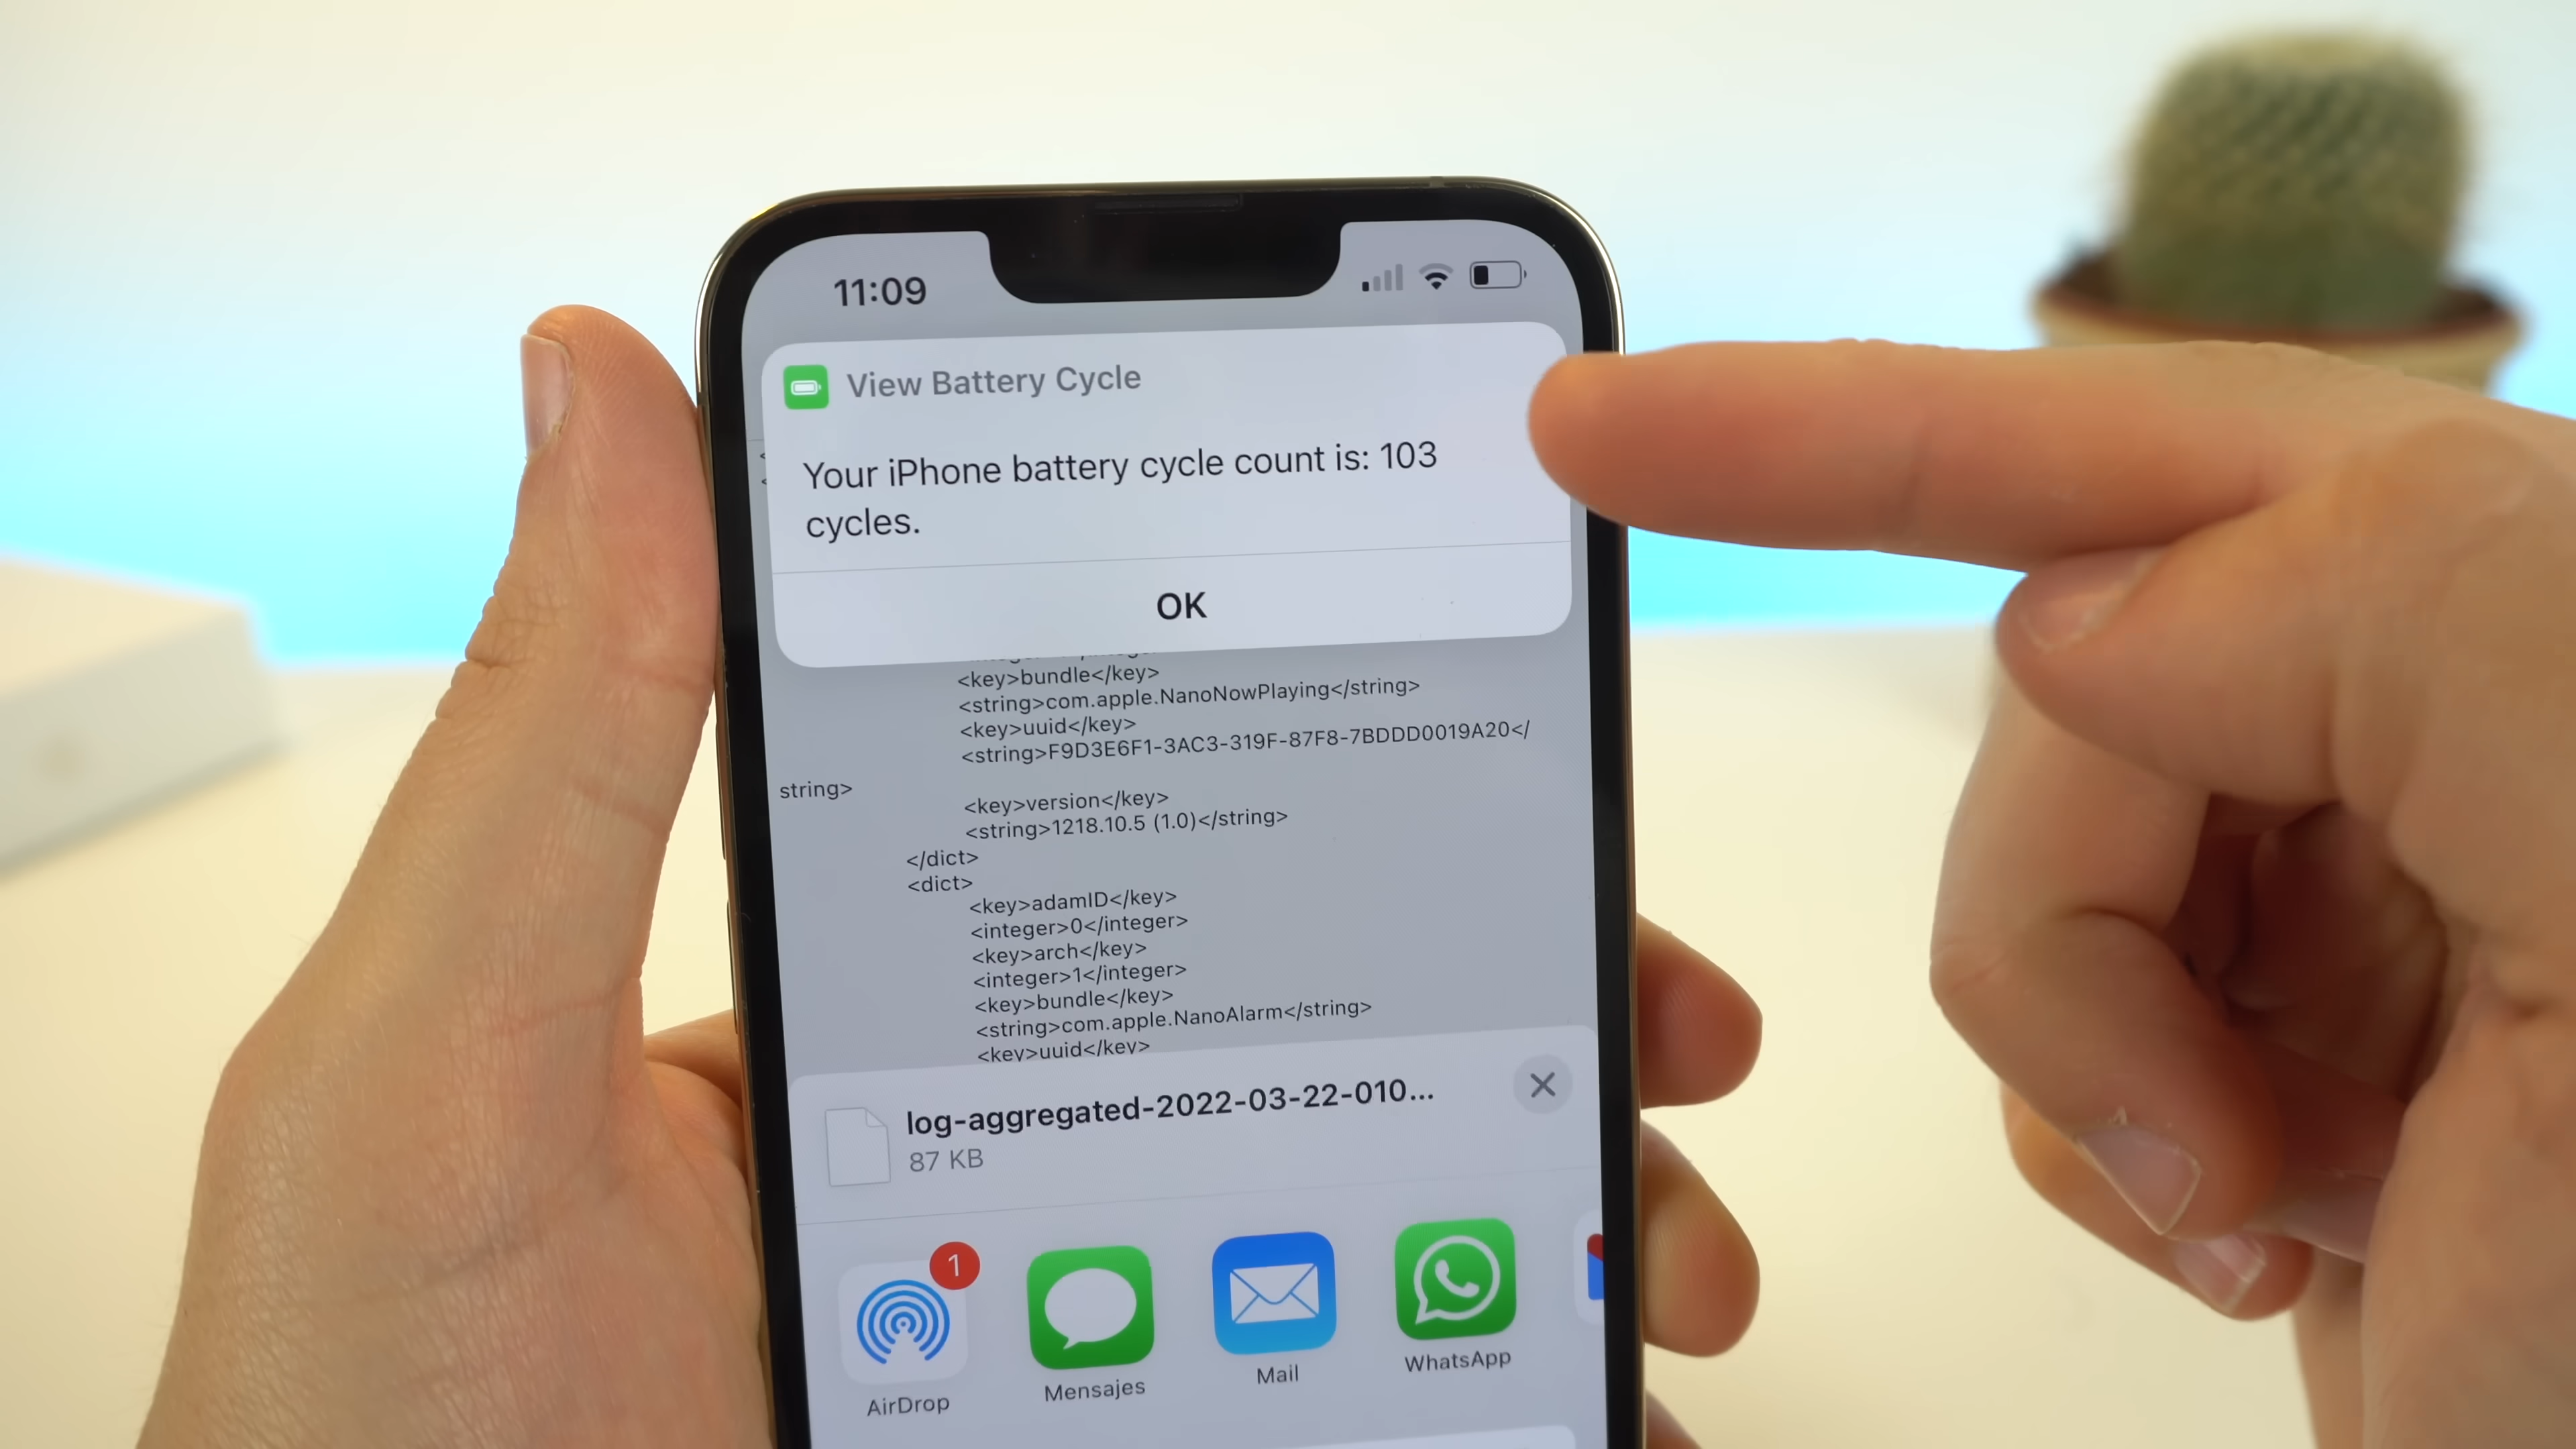 11:09
View Battery Cycle
Your iPhone battery cycle count is: 103
cycles.
OK
<key>bundle</key>
<string>com.apple.NanoNowPlaying</string>
<key>uuid</key>
<string>F9D3E6F1-3AC3-319F-87F8-7BDDD0019A20</
string>
<key>version</key>
<string>1218.10.5 (1.0)</string>
</dict>
<dict>
<key>adamID</key>
<integer>0</integer>
<key>arch</key>
<integer>1</integer>
<key>bundle</key>
<string>com.apple.NanoAlarm</string>
<key>uuid</key>
log-aggregated-2022-03-22-010...
87 KB
1
AirDrop
Mensajes
Mail
WhatsApp